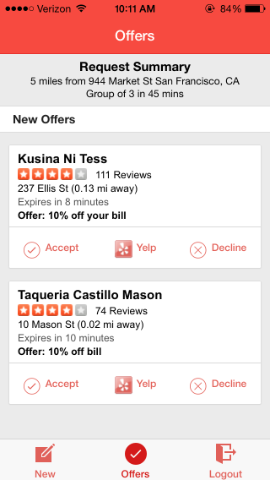 Verizon 10:11 AM 84%
Offers
Request Summary
5 miles from 944 Market St San Francisco, CA
Group of 3 in 45 mins
New Offers
Kusina Ni Tess
111 Reviews
237 Ellis St (0.13 mi away)
Expires in 8 minutes
Offer: 10% off your bill
Accept Yelp Decline
Taqueria Castillo Mason
74 Reviews
10 Mason St (0.02 mi away)
Expires in 10 minutes
Offer: 10% off bill
Accept Yelp Decline
New Offers Logout